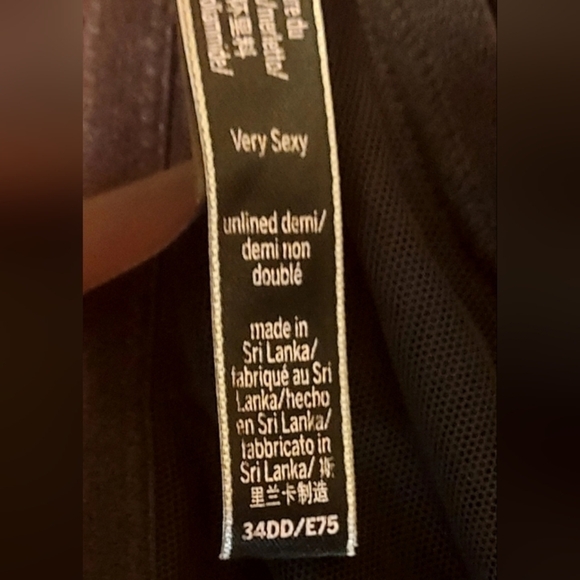 Very Sexy
unlined demi/
demi non
doublé
made in
Sri Lanka/
fabriqué au Sri
Lanka/hecho
en Sri Lanka/
fabbricato in
Sri Lanka/ 斯
里兰卡制造
34DD/E75